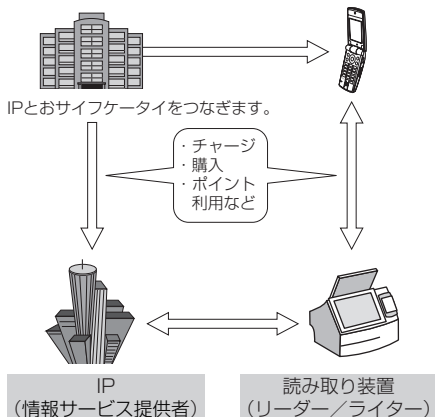 IPとおサイフケータイをつなぎます。
・チャージ
・購入
・ポイント
利用など
IP
（情報サービス提供者）
読み取り装置
（リーダー／ライター）